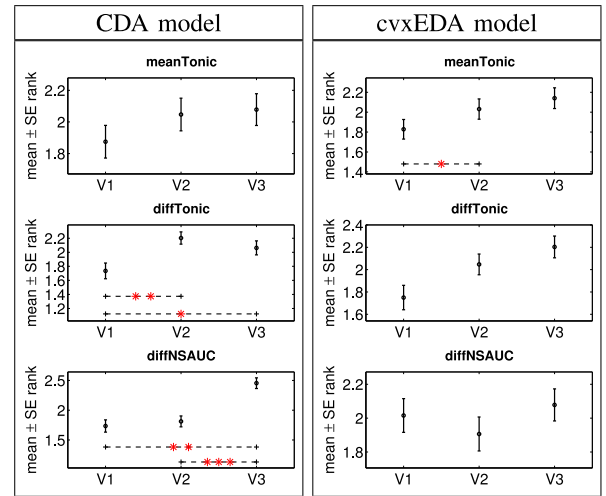 CDA model
cvxEDA model
meanTonic
mean ± SE rank
2.2
2
1.8
V1 V2 V3
meanTonic
mean ± SE rank
2.2
2
1.8
1.6
1.4
V1 V2 V3
diffTonic
mean ± SE rank
2.2
2
1.8
1.6
1.4
1.2
V1 V2 V3
diffTonic
mean ± SE rank
2.4
2.2
2
1.8
1.6
V1 V2 V3
diffNSAUC
mean ± SE rank
2.5
2
1.5
V1 V2 V3
diffNSAUC
mean ± SE rank
2.2
2
1.8
V1 V2 V3